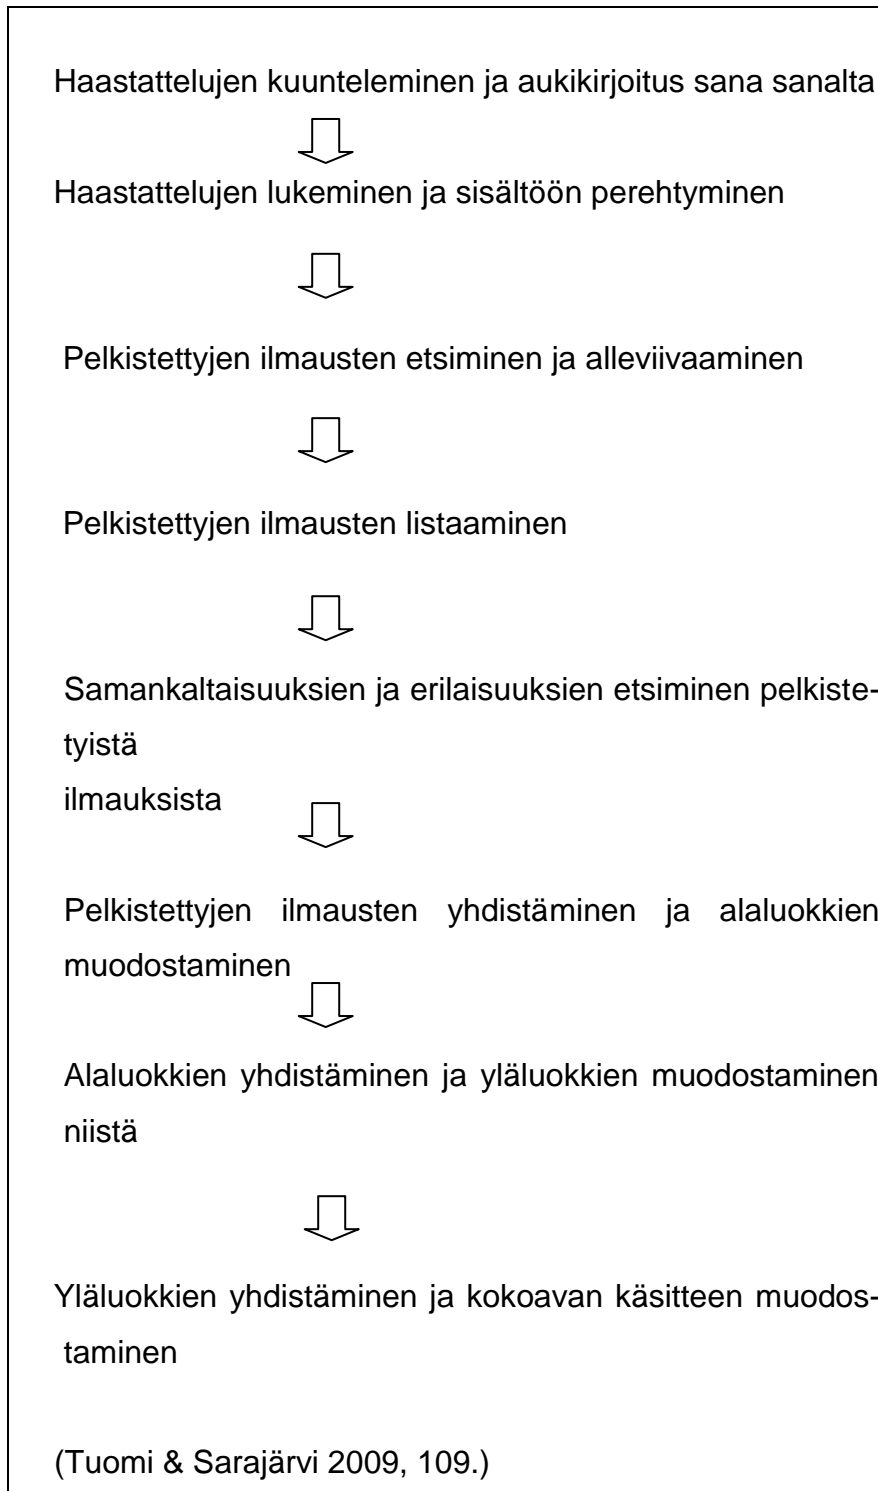 Haastattelujen kuunteleminen ja aukikirjoitus sana sanalta
Haastattelujen lukeminen ja sisältöön perehtyminen
Pelkistettyjen ilmausten etsiminen ja alleviivaaminen
Pelkistettyjen ilmausten listaaminen
Samankaltaisuuksien ja erilaisuuksien etsiminen pelkiste-
tyistä
ilmauksista
Pelkistettyjen ilmausten yhdistäminen ja alaluokkien
muodostaminen
Alaluokkien yhdistäminen ja yläluokkien muodostaminen
niistä
Yläluokkien yhdistäminen ja kokoavan käsitteen muodos-
taminen
(Tuomi & Sarajärvi 2009, 109.)